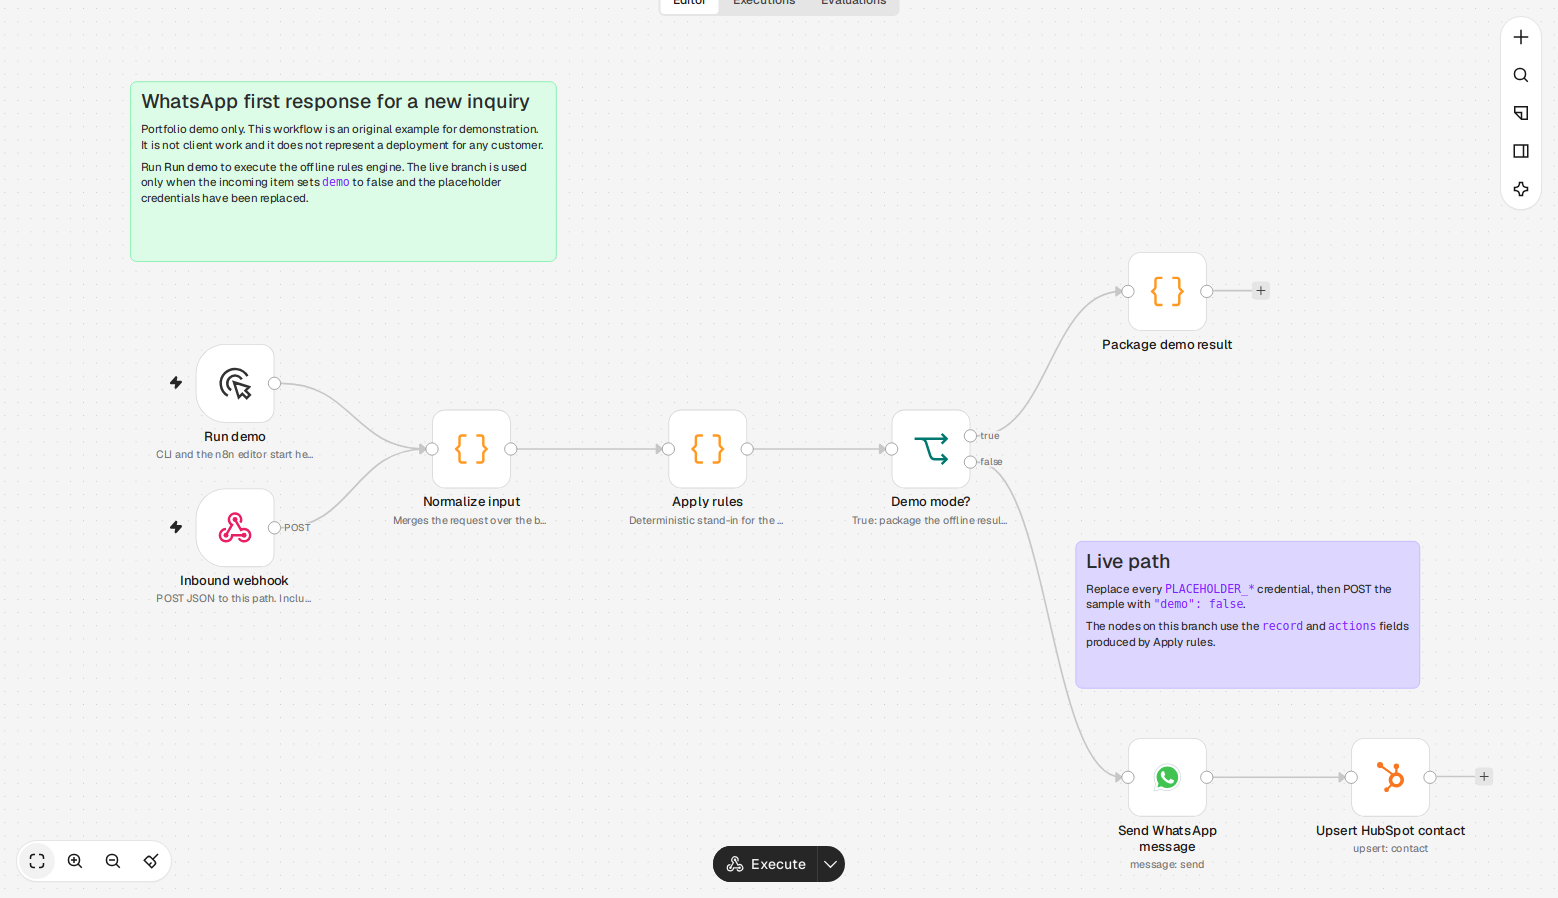 Editor Executions Evaluations
WhatsApp first response for a new inquiry
Portfolio demo only. This workflow is an original example for demonstration.
It is not client work and it does not represent a deployment for any customer.
Run Run demo to execute the offline rules engine. The live branch is used
only when the incoming item sets demo to false and the placeholder
credentials have been replaced.
Package demo result
Run demo
CLI and the n8n editor start he...
true
false
Normalize input
Merges the request over the b...
Apply rules
Deterministic stand-in for the ...
Demo mode?
True: package the offline resul...
POST
Inbound webhook
POST JSON to this path. Inclu...
Live path
Replace every PLACEHOLDER_* credential, then POST the
sample with "demo": false.
The nodes on this branch use the record and actions fields
produced by Apply rules.
Send WhatsApp
message
message: send
Upsert HubSpot contact
upsert: contact
Execute